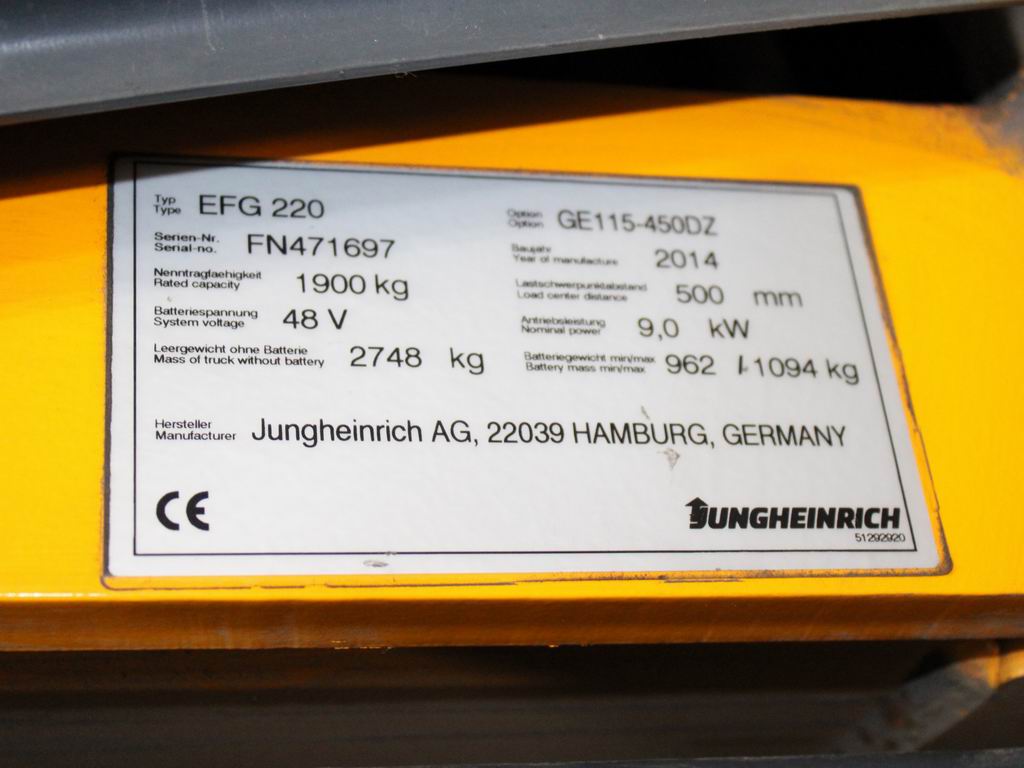 Typ
Type EFG 220
Option
Option GE115-450DZ
Serien-Nr.
Serial-no. FN471697
Baujahr
Year of manufacture 2014
Nenntragfaehigkeit
Rated capacity 1900 kg
Lastschwerpunktabstand
Load center distance 500 mm
Batteriespannung
System voltage 48 V
Antriebsleistung
Nominal power 9,0 kW
Leergewicht ohne Batterie
Mass of truck without battery 2748 kg
Batteriegewicht min/max
Battery mass min/max 962 / 1094 kg
Hersteller
Manufacturer Jungheinrich AG, 22039 HAMBURG, GERMANY
CE
JUNGHEINRICH
51292920